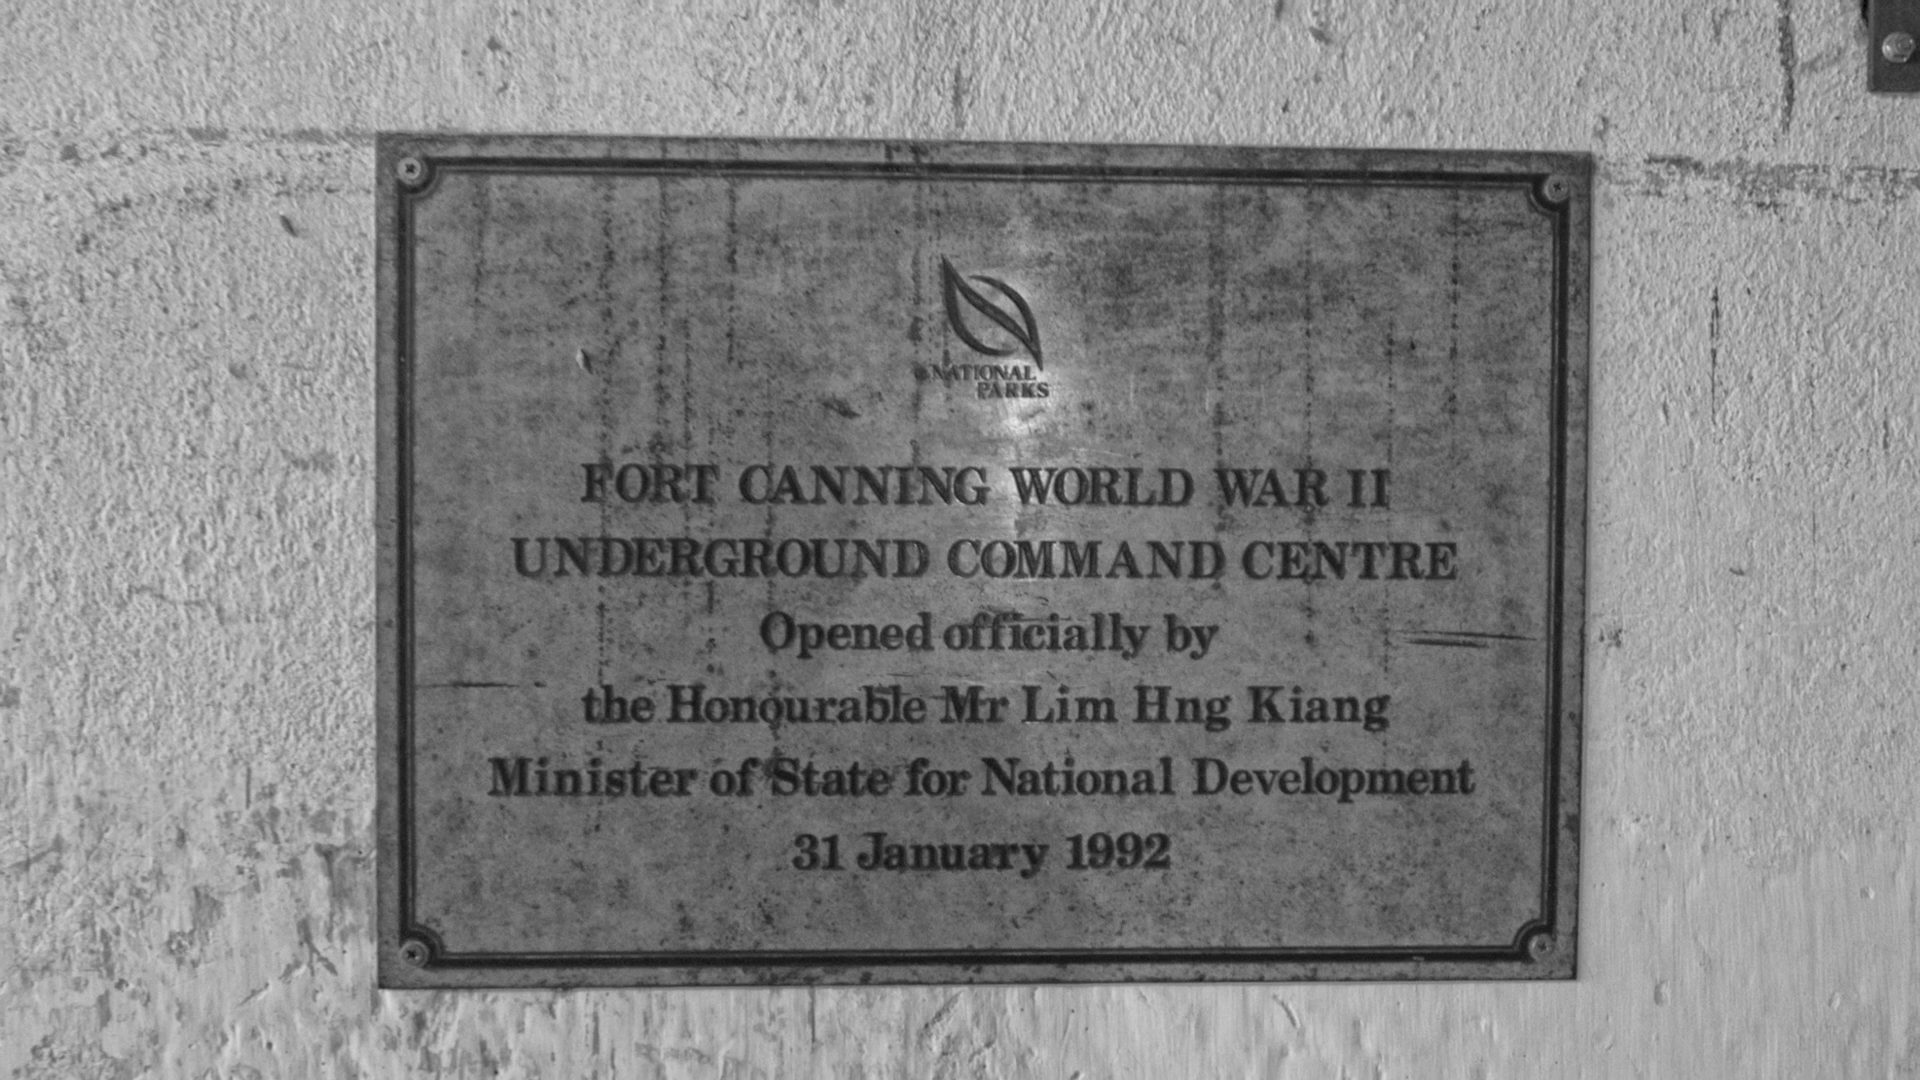 NATIONAL
PARKS
FORT CANNING WORLD WAR II
UNDERGROUND COMMAND CENTRE
Opened officially by
the Honourable Mr Lim Hng Kiang
Minister of State for National Development
31 January 1992